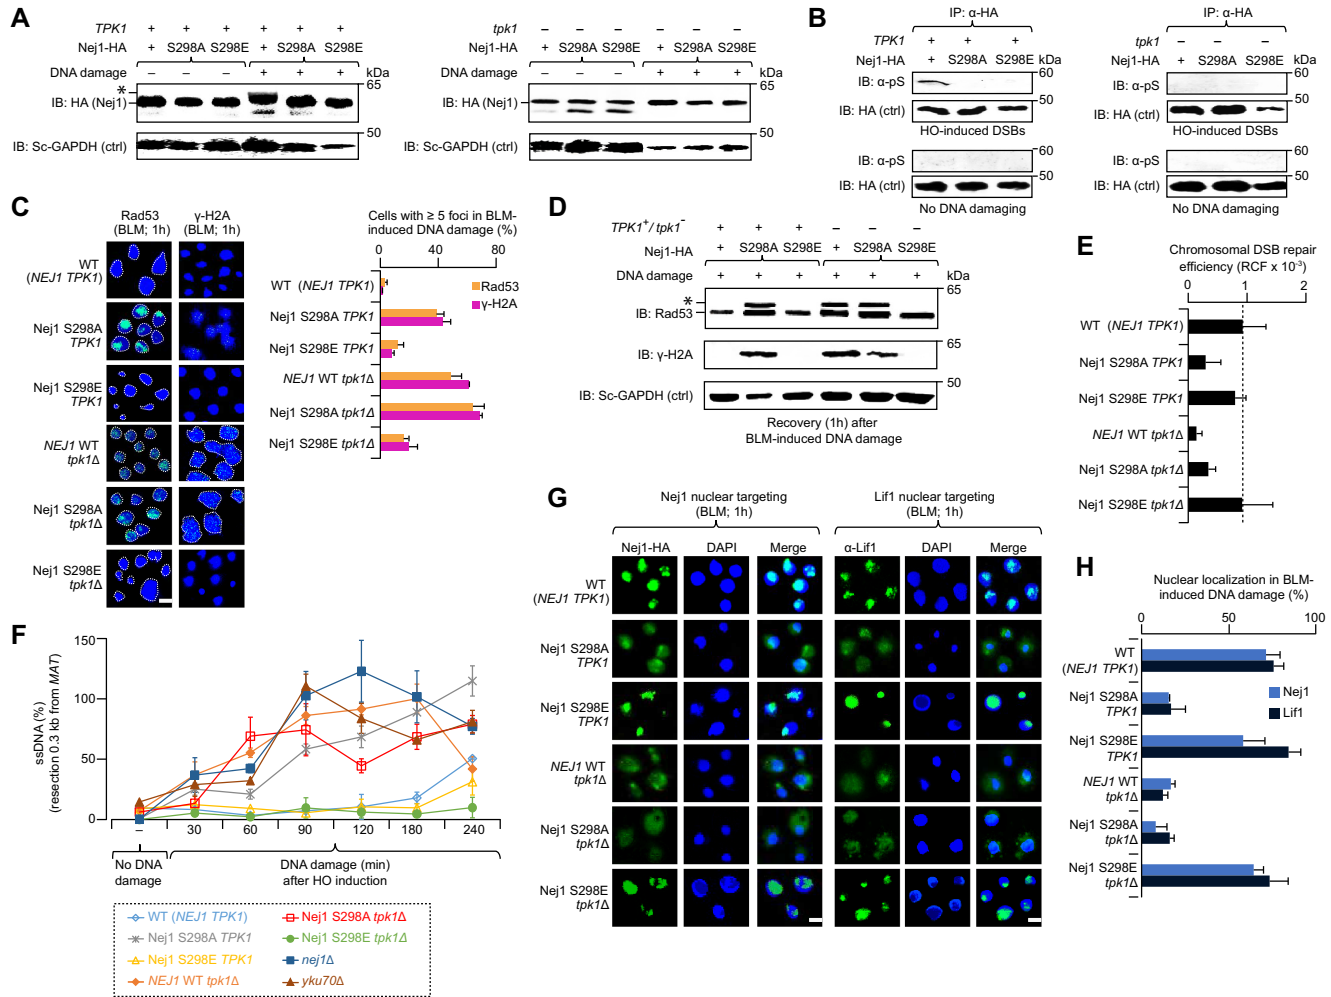 A
TPK1 + + + + + +
Nej1-HA + S298A S298E + S298A S298E
DNA damage – – – + + + kDa
65
*
IB: HA (Nej1)
50
IB: Sc-GAPDH (ctrl)
tpk1 – – – – – –
Nej1-HA + S298A S298E + S298A S298E
DNA damage – – – + + + kDa
65
IB: HA (Nej1)
50
IB: Sc-GAPDH (ctrl)
B
IP: α-HA
TPK1 + + +
Nej1-HA + S298A S298E kDa
60
IB: α-pS
50
IB: HA (ctrl)
HO-induced DSBs
60
IB: α-pS
50
IB: HA (ctrl)
No DNA damaging
IP: α-HA
tpk1 – – –
Nej1-HA + S298A S298E kDa
60
IB: α-pS
50
IB: HA (ctrl)
HO-induced DSBs
60
IB: α-pS
50
IB: HA (ctrl)
No DNA damaging
C
Rad53 (BLM; 1h)
γ-H2A (BLM; 1h)
WT (NEJ1 TPK1)
Nej1 S298A TPK1
Nej1 S298E TPK1
NEJ1 WT tpk1Δ
Nej1 S298A tpk1Δ
Nej1 S298E tpk1Δ
Cells with ≥ 5 foci in BLM-
induced DNA damage (%)
0 40 80
Rad53
γ-H2A
WT (NEJ1 TPK1)
Nej1 S298A TPK1
Nej1 S298E TPK1
NEJ1 WT tpk1Δ
Nej1 S298A tpk1Δ
Nej1 S298E tpk1Δ
D
TPK1+/ tpk1– + + + – – –
Nej1-HA + S298A S298E + S298A S298E
DNA damage + + + + + + kDa
65
*
IB: Rad53
65
IB: γ-H2A
50
IB: Sc-GAPDH (ctrl)
Recovery (1h) after
BLM-induced DNA damage
E
Chromosomal DSB repair
efficiency (RCF x 10-3)
0 1 2
WT (NEJ1 TPK1)
Nej1 S298A TPK1
Nej1 S298E TPK1
NEJ1 WT tpk1Δ
Nej1 S298A tpk1Δ
Nej1 S298E tpk1Δ
F
ssDNA (%)
(resection 0.3 kb from MAT)
150
100
50
0
– 30 60 90 120 180 240
No DNA damage
DNA damage (min)
after HO induction
WT (NEJ1 TPK1)
Nej1 S298A TPK1
Nej1 S298E TPK1
NEJ1 WT tpk1Δ
Nej1 S298A tpk1Δ
Nej1 S298E tpk1Δ
nej1Δ
yku70Δ
G
Nej1 nuclear targeting
(BLM; 1h)
Lif1 nuclear targeting
(BLM; 1h)
Nej1-HA DAPI Merge α-Lif1 DAPI Merge
WT
(NEJ1 TPK1)
Nej1 S298A
TPK1
Nej1 S298E
TPK1
NEJ1 WT
tpk1Δ
Nej1 S298A
tpk1Δ
Nej1 S298E
tpk1Δ
H
Nuclear localization in BLM-
induced DNA damage (%)
0 50 100
Nej1
Lif1
WT
(NEJ1 TPK1)
Nej1 S298A
TPK1
Nej1 S298E
TPK1
NEJ1 WT
tpk1Δ
Nej1 S298A
tpk1Δ
Nej1 S298E
tpk1Δ